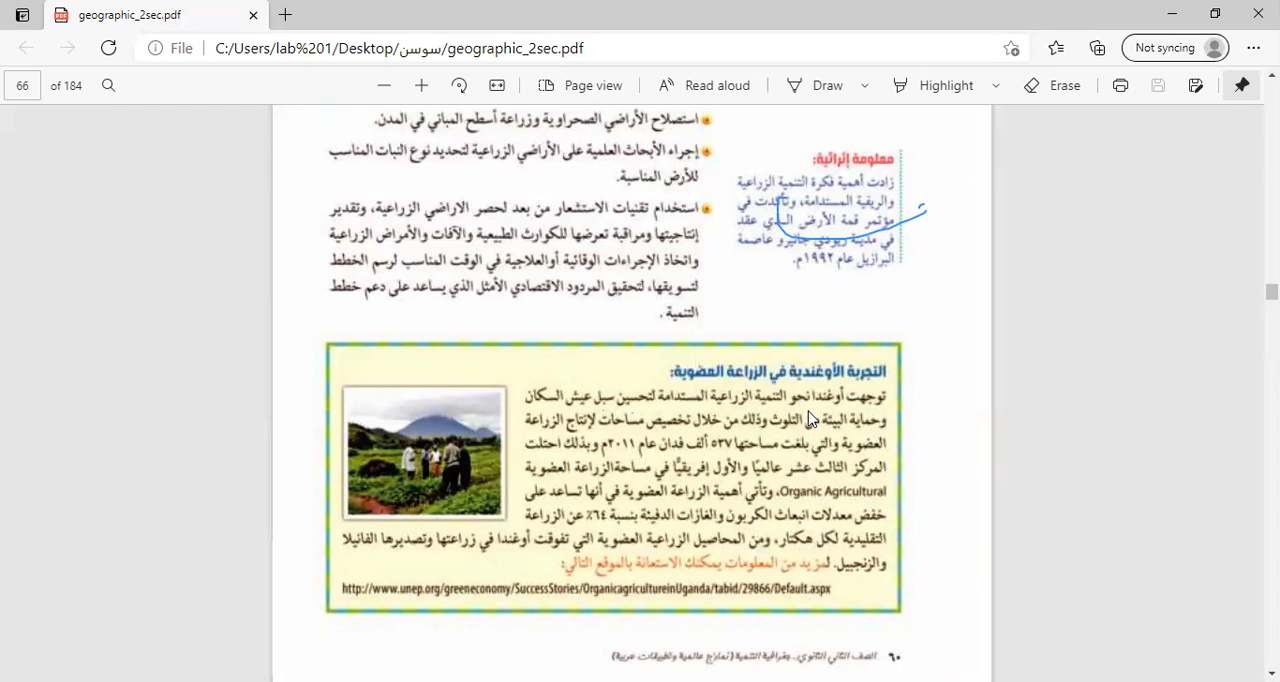 geographic_2sec.pdf
File
C:/Users/lab%201/Desktop/سوسن/geographic_2sec.pdf
Not syncing
66 of 184
Page view
Read aloud
Draw
Highlight
Erase
استصلاح الأراضي الصحراوية وزراعة أسطح المباني في المدن.
إجراء الأبحاث العلمية على الأراضي الزراعية لتحديد نوع النبات المناسب
للأرض المناسبة.
استخدام تقنيات الاستشعار من بعد لحصر الاراضي الزراعية، وتقدير
إنتاجيتها ومراقبة تعرضها للكوارث الطبيعية والآفات والأمراض الزراعية
واتخاذ الإجراءات الوقائية أوالعلاجية في الوقت المناسب لرسم الخطط
لتسويقها، لتحقيق المردود الاقتصادي الأمثل الذي يساعد على دعم خطط
التنمية .
معلومة إثرائية:
زادت أهمية فكرة التنمية الزراعية
والريفية المستدامة، وتأكدت في
مؤتمر قمة الأرض الذي عقد
في مدينة ريودي جانيرو عاصمة
البرازيل عام ١٩٩٢م.
التجربة الأوغندية في الزراعة العضوية:
توجهت أوغندا نحو التنمية الزراعية المستدامة لتحسين سبل عيش السكان
وحماية البيئة التلوث وذلك من خلال تخصيص مساحات لإنتاج الزراعة
العضوية والتي بلغت مساحتها ٥٣٧ ألف فدان عام ٢٠١١م وبذلك احتلت
المركز الثالث عشر عالميًا والأول إفريقيًّا في مساحةالزراعة العضوية
Organic Agricultural، وتأتي أهمية الزراعة العضوية في أنها تساعد على
خفض معدلات انبعاث الكربون والغازات الدفيئة بنسبة ٦٤٪ عن الزراعة
التقليدية لكل هكتار، ومن المحاصيل الزراعية العضوية التي تفوقت أوغندا في زراعتها وتصديرها الفانيلا
والزنجبيل. لمزيد من المعلومات يمكنك الاستعانة بالموقع التالي:
http://www.unep.org/greeneconomy/SuccessStories/OrganicagricultureinUganda/tabid/29866/Default.aspx
٦٠ الصف الثاني الثانوي.. جغرافية التنمية (نماذج عالمية وتطبيقات عربية)